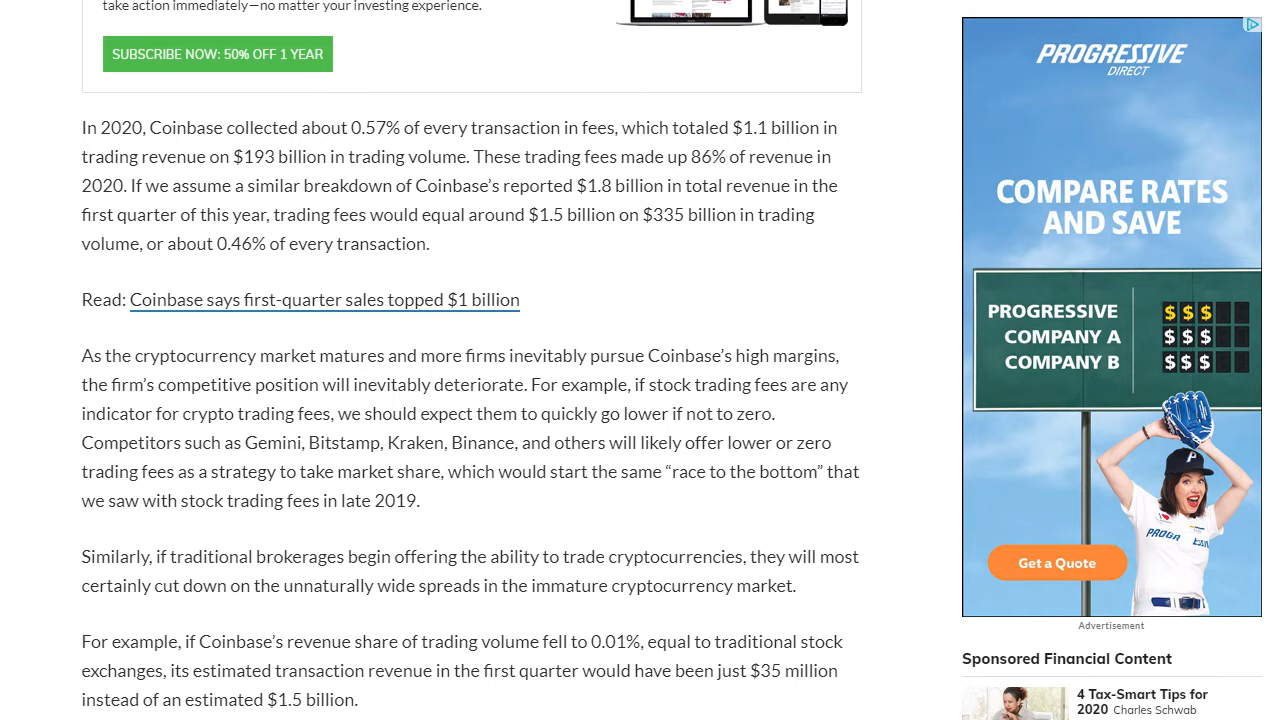 take action immediately—no matter your investing experience.
SUBSCRIBE NOW: 50% OFF 1 YEAR
In 2020, Coinbase collected about 0.57% of every transaction in fees, which totaled $1.1 billion in
trading revenue on $193 billion in trading volume. These trading fees made up 86% of revenue in
2020. If we assume a similar breakdown of Coinbase’s reported $1.8 billion in total revenue in the
first quarter of this year, trading fees would equal around $1.5 billion on $335 billion in trading
volume, or about 0.46% of every transaction.
Read: Coinbase says first-quarter sales topped $1 billion
As the cryptocurrency market matures and more firms inevitably pursue Coinbase’s high margins,
the firm’s competitive position will inevitably deteriorate. For example, if stock trading fees are any
indicator for crypto trading fees, we should expect them to quickly go lower if not to zero.
Competitors such as Gemini, Bitstamp, Kraken, Binance, and others will likely offer lower or zero
trading fees as a strategy to take market share, which would start the same “race to the bottom” that
we saw with stock trading fees in late 2019.
Similarly, if traditional brokerages begin offering the ability to trade cryptocurrencies, they will most
certainly cut down on the unnaturally wide spreads in the immature cryptocurrency market.
For example, if Coinbase’s revenue share of trading volume fell to 0.01%, equal to traditional stock
exchanges, its estimated transaction revenue in the first quarter would have been just $35 million
instead of an estimated $1.5 billion.
PROGRESSIVE
DIRECT
COMPARE RATES
AND SAVE
PROGRESSIVE $ $ $
COMPANY A $ $ $
COMPANY B $ $ $
P
Get a Quote
Advertisement
Sponsored Financial Content
4 Tax-Smart Tips for
2020 Charles Schwab